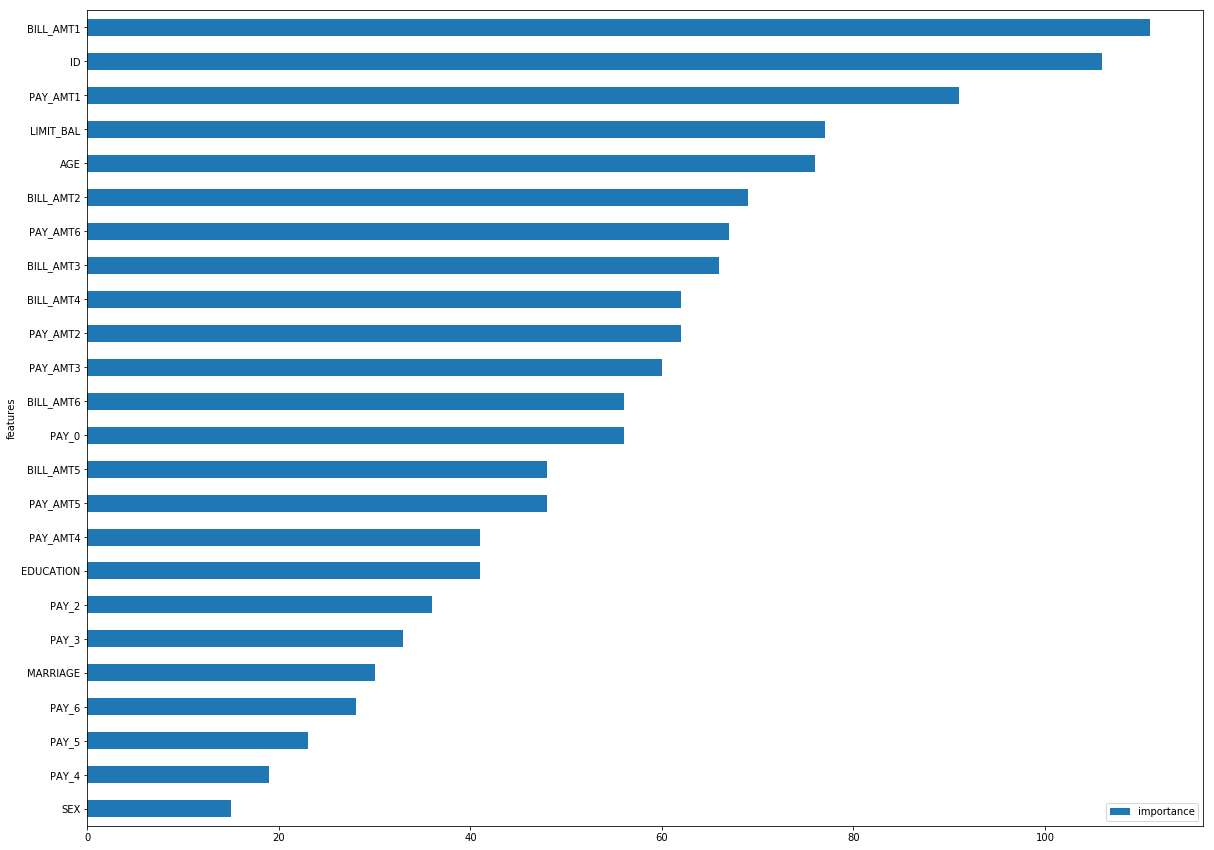 BILL_AMT1
ID
PAY_AMT1
LIMIT_BAL
AGE
BILL_AMT2
PAY_AMT6
BILL_AMT3
BILL_AMT4
PAY_AMT2
PAY_AMT3
BILL_AMT6
features
PAY_0
BILL_AMT5
PAY_AMT5
PAY_AMT4
EDUCATION
PAY_2
PAY_3
MARRIAGE
PAY_6
PAY_5
PAY_4
SEX
importance
0 20 40 60 80 100